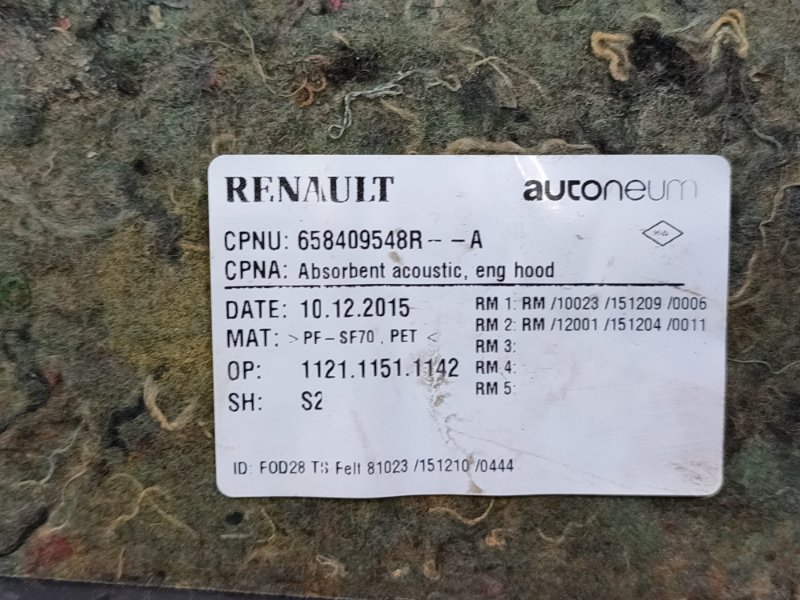 RENAULT autoneum
CPNU: 658409548R-- -A
CPNA: Absorbent acoustic, eng hood
DATE: 10.12.2015
MAT: >PF-SF70 , PET <
OP: 1121.1151.1142
SH: S2
RM 1: RM /10023 /151209 /0006
RM 2: RM /12001 /151204 /0011
RM 3:
RM 4:
RM 5:
ID: FOD28 TS Felt 81023 /151210 /0444